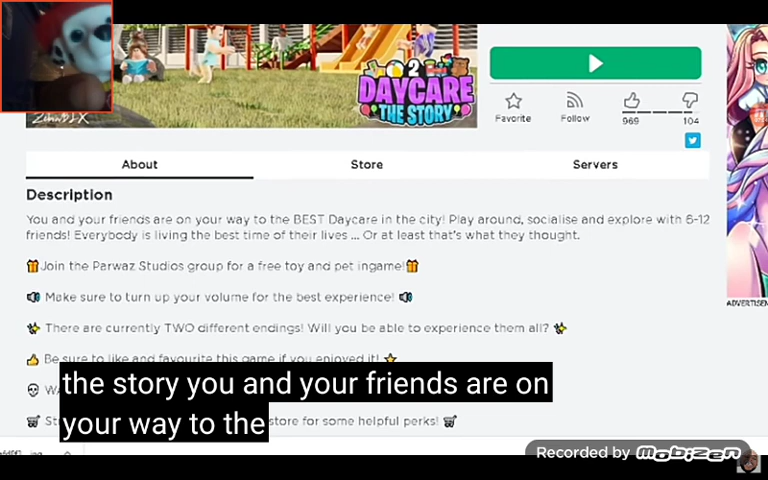 2
DAYCARE
THE STORY
Favorite
Follow
969
104
About
Store
Servers
Description
You and your friends are on your way to the BEST Daycare in the city! Play around, socialise and explore with 6-12
friends! Everybody is living the best time of their lives ... Or at least that's what they thought.
Join the Parwaz Studios group for a free toy and pet ingame!
Make sure to turn up your volume for the best experience!
There are currently TWO different endings! Will you be able to experience them all?
Be sure to like and favourite this game if you enjoyed it!
the story you and your friends are on
your way to the
store for some helpful perks!
Recorded by MOBIZEN